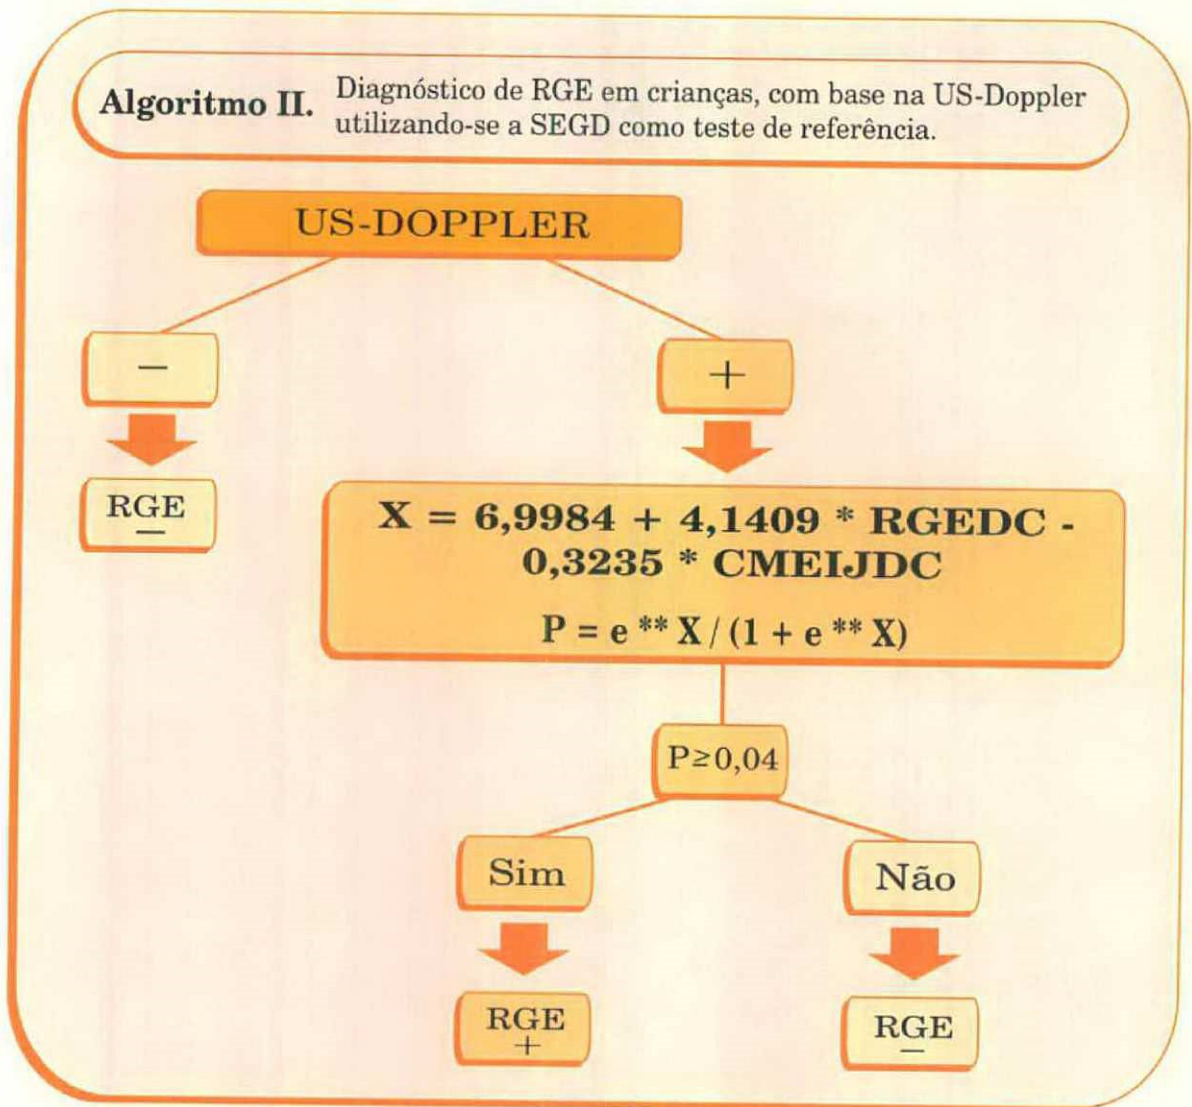 Algoritmo II. Diagnóstico de RGE em crianças, com base na US-Doppler
utilizando-se a SEGD como teste de referência.
US-DOPPLER
−
+
RGE
−
X = 6,9984 + 4,1409 * RGEDC -
0,3235 * CMEIJDC
P = e ** X / (1 + e ** X)
P≥0,04
Sim
Não
RGE
+
RGE
−